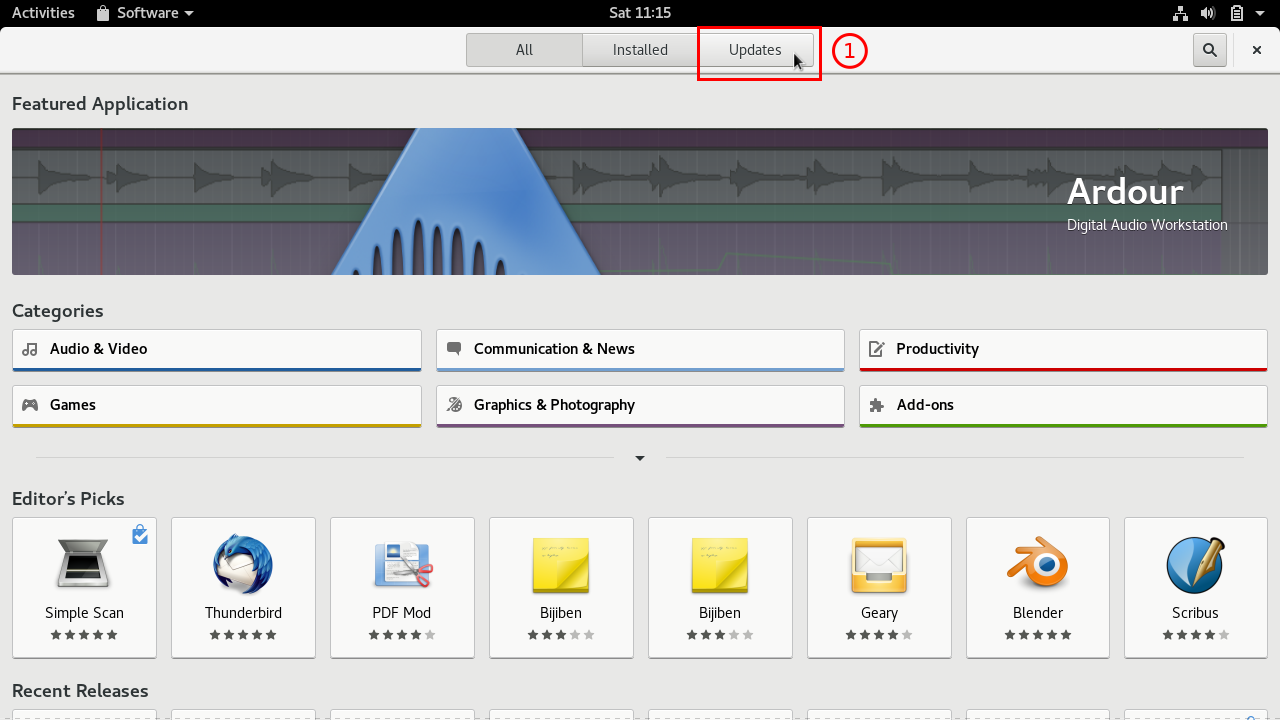 Activities Software Sat 11:15
All Installed Updates 1
Featured Application
Ardour
Digital Audio Workstation
Categories
Audio & Video Communication & News Productivity
Games Graphics & Photography Add-ons
Editor’s Picks
Simple Scan Thunderbird PDF Mod Bijiben Bijiben Geary Blender Scribus
Recent Releases